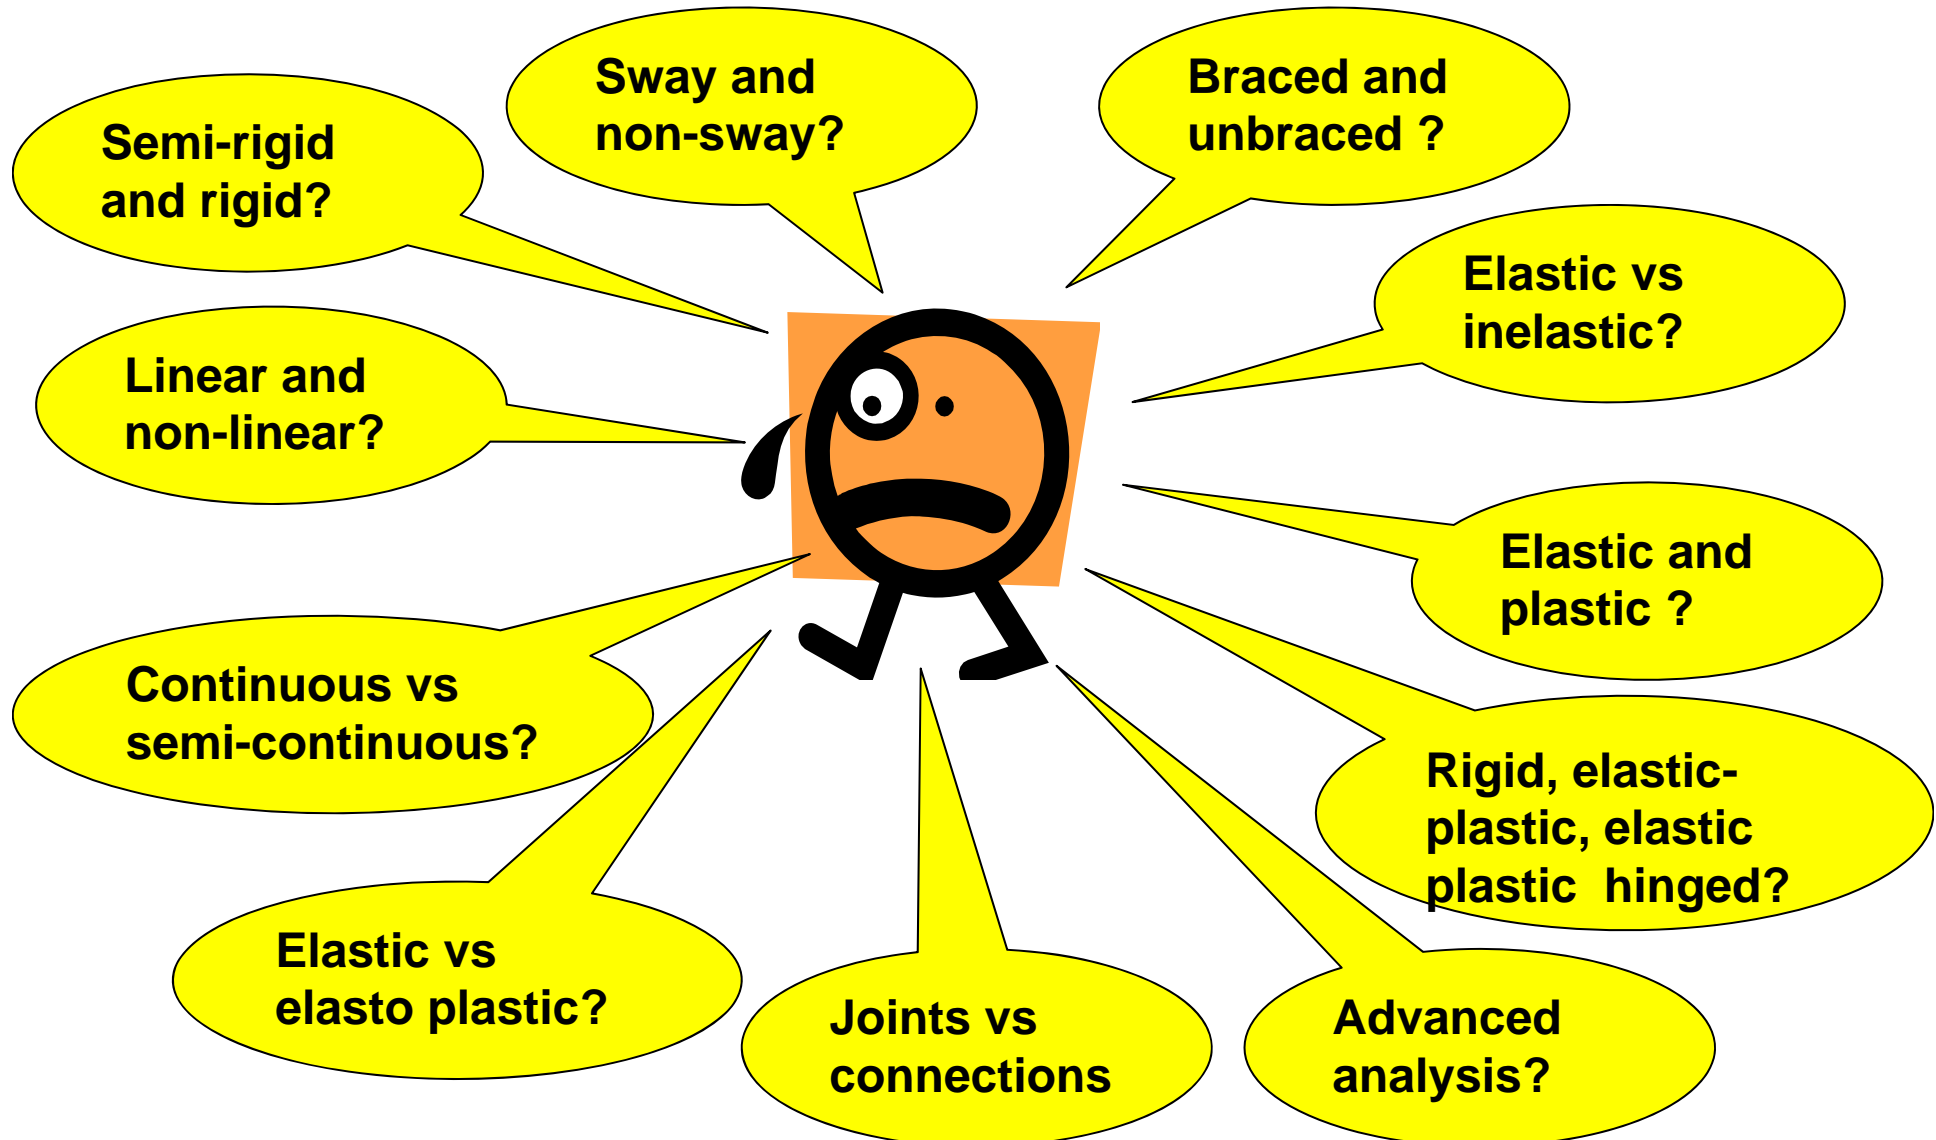 Sway and
non-sway?
Braced and
unbraced ?
Semi-rigid
and rigid?
Elastic vs
inelastic?
Linear and
non-linear?
Elastic and
plastic ?
Continuous vs
semi-continuous?
Rigid, elastic-
plastic, elastic
plastic  hinged?
Elastic vs
elasto plastic?
Joints vs
connections
Advanced
analysis?